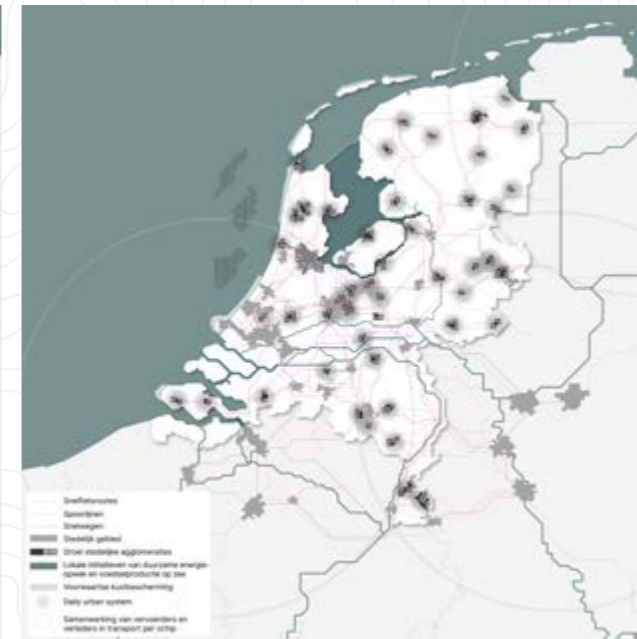 Snelfietsroutes
Spoorlijnen
Snelwegen
Stedelijk gebied
Groei stedelijke agglomeraties
Lokale initiatieven van duurzame energie-
opwek en voedselproductie op zee
Voorwaartse kustbescherming
Daily urban system
Samenwerking van vervoerders en
verladers in transport per schip